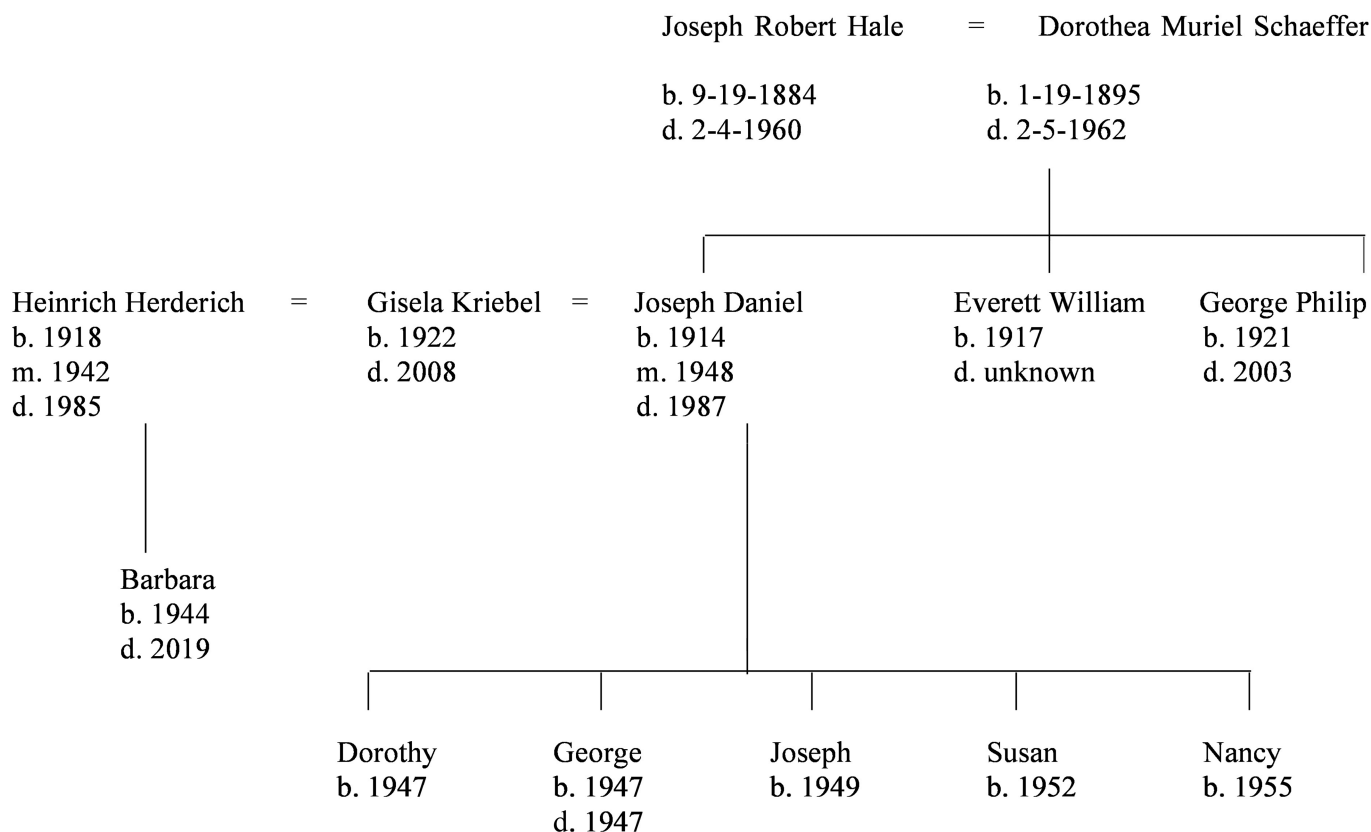 Joseph Robert Hale = Dorothea Muriel Schaeffer
b. 9-19-1884 b. 1-19-1895
d. 2-4-1960 d. 2-5-1962
Heinrich Herderich = Gisela Kriebel = Joseph Daniel Everett William George Philip
b. 1918 b. 1922 b. 1914 b. 1917 b. 1921
m. 1942 d. 2008 m. 1948 d. unknown d. 2003
d. 1985 d. 1987
Barbara
b. 1944
d. 2019
Dorothy George Joseph Susan Nancy
b. 1947 b. 1947 b. 1949 b. 1952 b. 1955
d. 1947